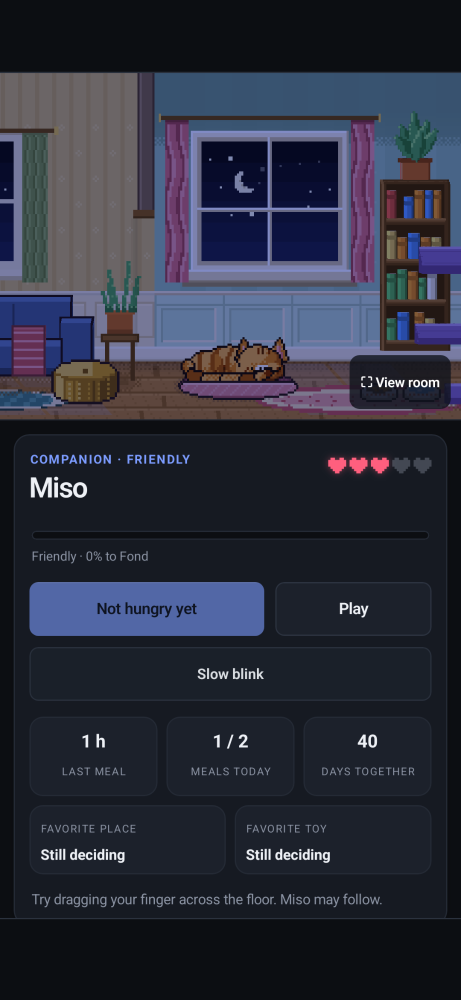 View room
COMPANION · FRIENDLY
Miso
Friendly · 0% to Fond
Not hungry yet
Play
Slow blink
1 h
LAST MEAL
1 / 2
MEALS TODAY
40
DAYS TOGETHER
FAVORITE PLACE
Still deciding
FAVORITE TOY
Still deciding
Try dragging your finger across the floor. Miso may follow.